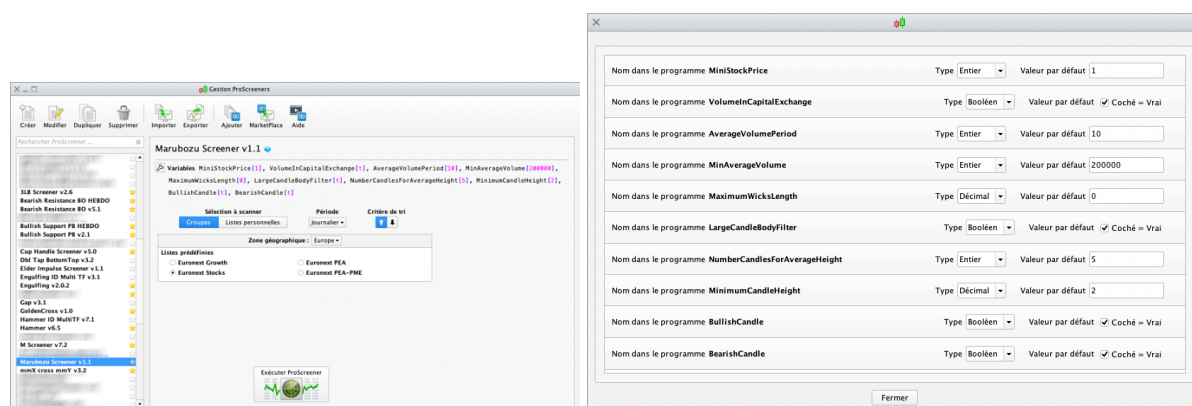 Gestion ProScreeners
Créer Modifier Dupliquer Supprimer Importer Exporter Ajouter MarketPlace Aide
Rechercher ProScreener ...
3LB Screener v2.6
Bearish Resistance BO HEBDO
Bearish Resistance BO v5.1
Bullish Support PB HEBDO
Bullish Support PB v2.1
Cup Handle Screener v5.0
Dbl Tap BottomTop v3.2
Elder Impulse Screener v1.1
Engulfing ID Multi TF v3.1
Engulfing v2.0.2
Gap v3.1
GoldenCross v1.0
Hammer ID MultiTF v7.1
Hammer v6.5
M Screener v7.2
Marubozu Screener v1.1
mmX cross mmY v3.2
Marubozu Screener v1.1
Variables MiniStockPrice[1], VolumeInCapitalExchange[t], AverageVolumePeriod[10], MinAverageVolume[200000],
MaximumWicksLength[0], LargeCandleBodyFilter[t], NumberCandlesForAverageHeight[5], MinimumCandleHeight[2],
BullishCandle[t], BearishCandle[t]
Sélection à scanner Période Critère de tri
Groupes Listes personnelles Journalier
Zone géographique : Europe
Listes prédéfinies
Euronext Growth Euronext PEA
Euronext Stocks Euronext PEA-PME
Exécuter ProScreener
Nom dans le programme MiniStockPrice Type Entier Valeur par défaut 1
Nom dans le programme VolumeInCapitalExchange Type Booléen Valeur par défaut Coché = Vrai
Nom dans le programme AverageVolumePeriod Type Entier Valeur par défaut 10
Nom dans le programme MinAverageVolume Type Entier Valeur par défaut 200000
Nom dans le programme MaximumWicksLength Type Décimal Valeur par défaut 0
Nom dans le programme LargeCandleBodyFilter Type Booléen Valeur par défaut Coché = Vrai
Nom dans le programme NumberCandlesForAverageHeight Type Entier Valeur par défaut 5
Nom dans le programme MinimumCandleHeight Type Décimal Valeur par défaut 2
Nom dans le programme BullishCandle Type Booléen Valeur par défaut Coché = Vrai
Nom dans le programme BearishCandle Type Booléen Valeur par défaut Coché = Vrai
Fermer